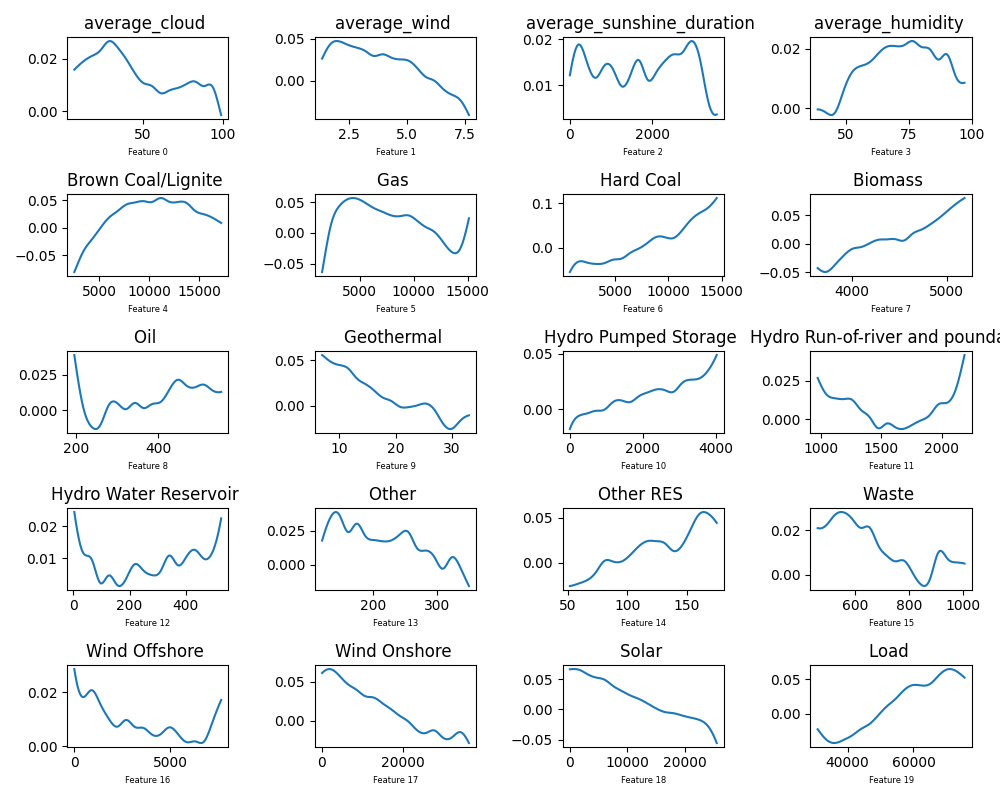 average_cloud
average_wind
average_sunshine_duration
average_humidity
0.02
0.00
50
100
Feature 0
0.05
0.00
2.5
5.0
7.5
Feature 1
0.02
0.01
0
2000
Feature 2
0.02
0.00
50
75
100
Feature 3
Brown Coal/Lignite
Gas
Hard Coal
Biomass
0.05
0.00
−0.05
5000
10000
15000
Feature 4
0.05
0.00
−0.05
5000
10000
15000
Feature 5
0.1
0.0
5000
10000
15000
Feature 6
0.05
0.00
−0.05
4000
5000
Feature 7
Oil
Geothermal
Hydro Pumped Storage
Hydro Run-of-river and pounda
0.025
0.000
200
400
Feature 8
0.05
0.00
10
20
30
Feature 9
0.05
0.00
0
2000
4000
Feature 10
0.025
0.000
1000
1500
2000
Feature 11
Hydro Water Reservoir
Other
Other RES
Waste
0.02
0.01
0
200
400
Feature 12
0.025
0.000
200
300
Feature 13
0.05
0.00
50
100
150
Feature 14
0.02
0.00
600
800
1000
Feature 15
Wind Offshore
Wind Onshore
Solar
Load
0.02
0.00
0
5000
Feature 16
0.05
0.00
0
20000
Feature 17
0.05
0.00
−0.05
0
10000
20000
Feature 18
0.05
0.00
40000
60000
Feature 19